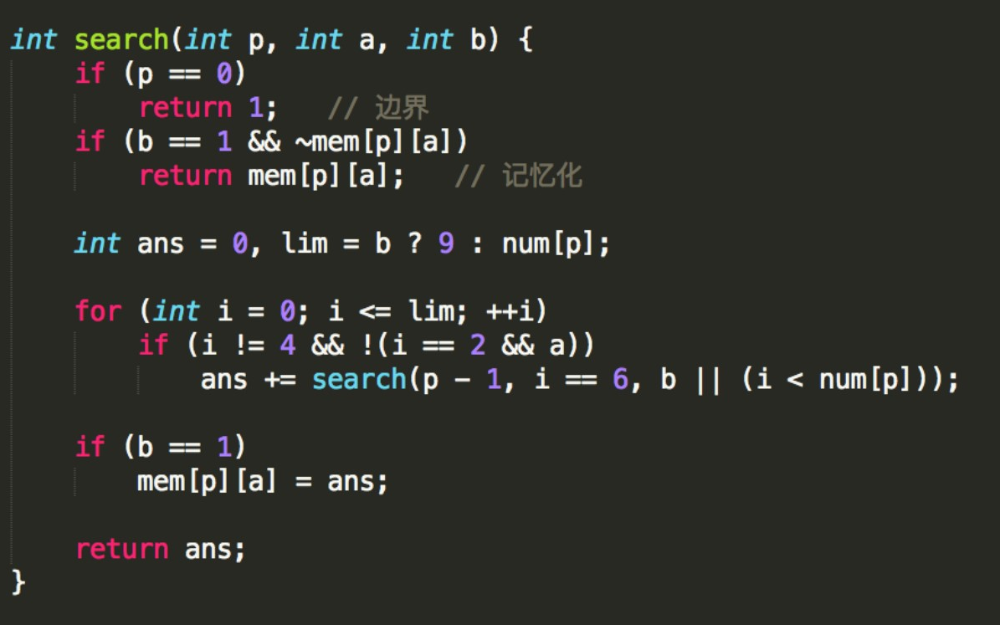 int search(int p, int a, int b) {
    if (p == 0)
        return 1;   // 边界
    if (b == 1 && ~mem[p][a])
        return mem[p][a];   // 记忆化
    int ans = 0, lim = b ? 9 : num[p];
    for (int i = 0; i <= lim; ++i)
        if (i != 4 && !(i == 2 && a))
            ans += search(p - 1, i == 6, b || (i < num[p]));
    if (b == 1)
        mem[p][a] = ans;
    return ans;
}